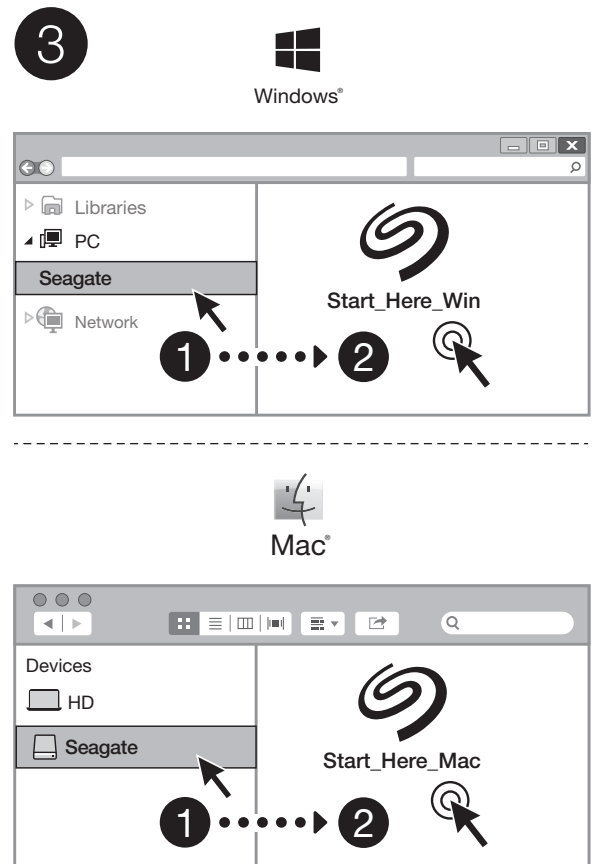 3
Windows®
Libraries
PC
Seagate
Start_Here_Win
Network
1 2
Mac®
Devices
HD
Seagate
Start_Here_Mac
1 2